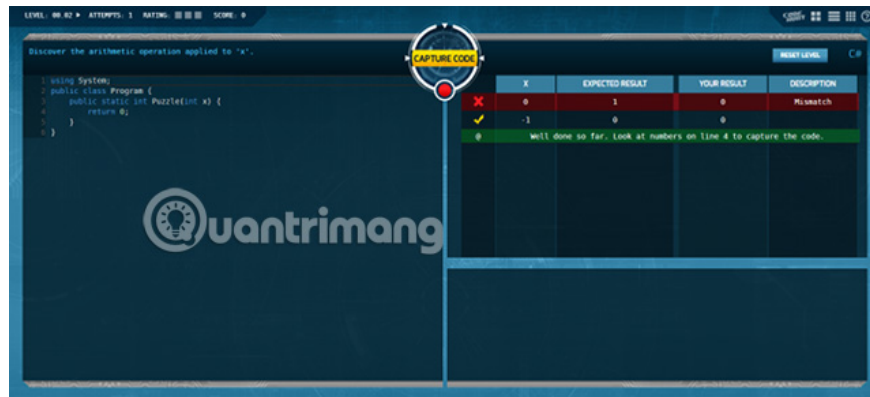 LEVEL: 00.02 ▸ ATTEMPTS: 1 RATING: SCORE: 0
CODE HUNT
Discover the arithmetic operation applied to 'x'.
CAPTURE CODE
RESET LEVEL
C#
1 using System;
2 public class Program {
3 public static int Puzzle(int x) {
4 return 0;
5 }
6 }
X EXPECTED RESULT YOUR RESULT DESCRIPTION
0 1 0 Mismatch
-1 0 0
@ Well done so far. Look at numbers on line 4 to capture the code.
Quantrimang